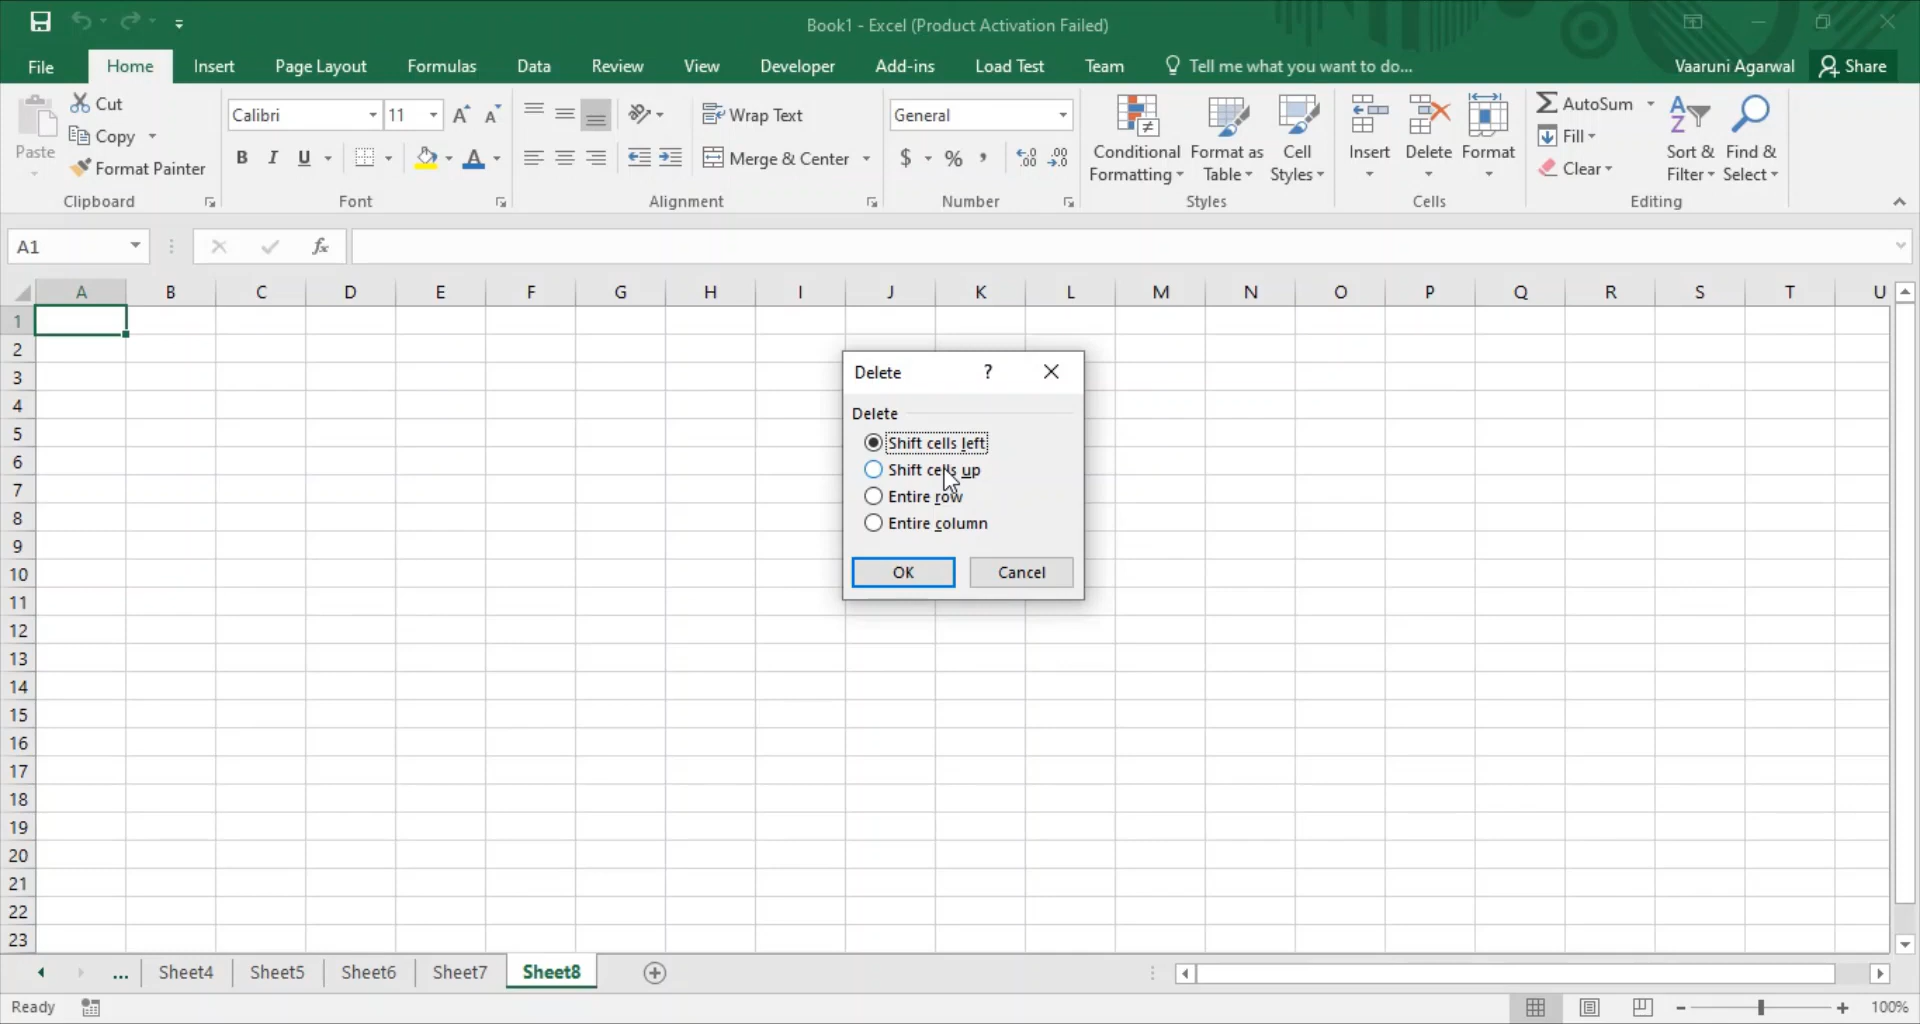 Book1 - Excel (Product Activation Failed)
File Home Insert Page Layout Formulas Data Review View Developer Add-ins Load Test Team Tell me what you want to do... Vaaruni Agarwal Share
Paste
Cut
Copy
Format Painter
Clipboard
Calibri 11
B I U A
Font
Wrap Text
Merge & Center
Alignment
General
$ % , .00 .0 .00 .0
Number
Conditional Formatting
Format as Table
Cell Styles
Styles
Insert Delete Format
Cells
AutoSum
Fill
Clear
Sort & Filter
Find & Select
Editing
A1 fx
A B C D E F G H I J K L M N O P Q R S T U
1
2
3
4
5
6
7
8
9
10
11
12
13
14
15
16
17
18
19
20
21
22
23
Delete ?
Delete
Shift cells left
Shift cells up
Entire row
Entire column
OK Cancel
... Sheet4 Sheet5 Sheet6 Sheet7 Sheet8
Ready 100%